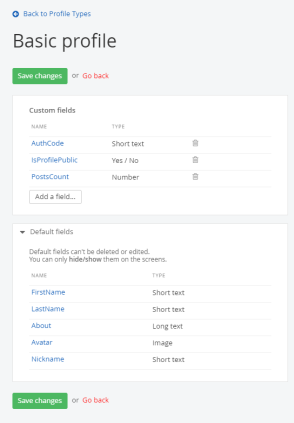 Back to Profile Types
Basic profile
Save changes or Go back
Custom fields
NAME TYPE
AuthCode Short text
IsProfilePublic Yes / No
PostsCount Number
Add a field...
Default fields
Default fields can't be deleted or edited.
You can only hide/show them on the screens.
NAME TYPE
FirstName Short text
LastName Short text
About Long text
Avatar Image
Nickname Short text
Save changes or Go back